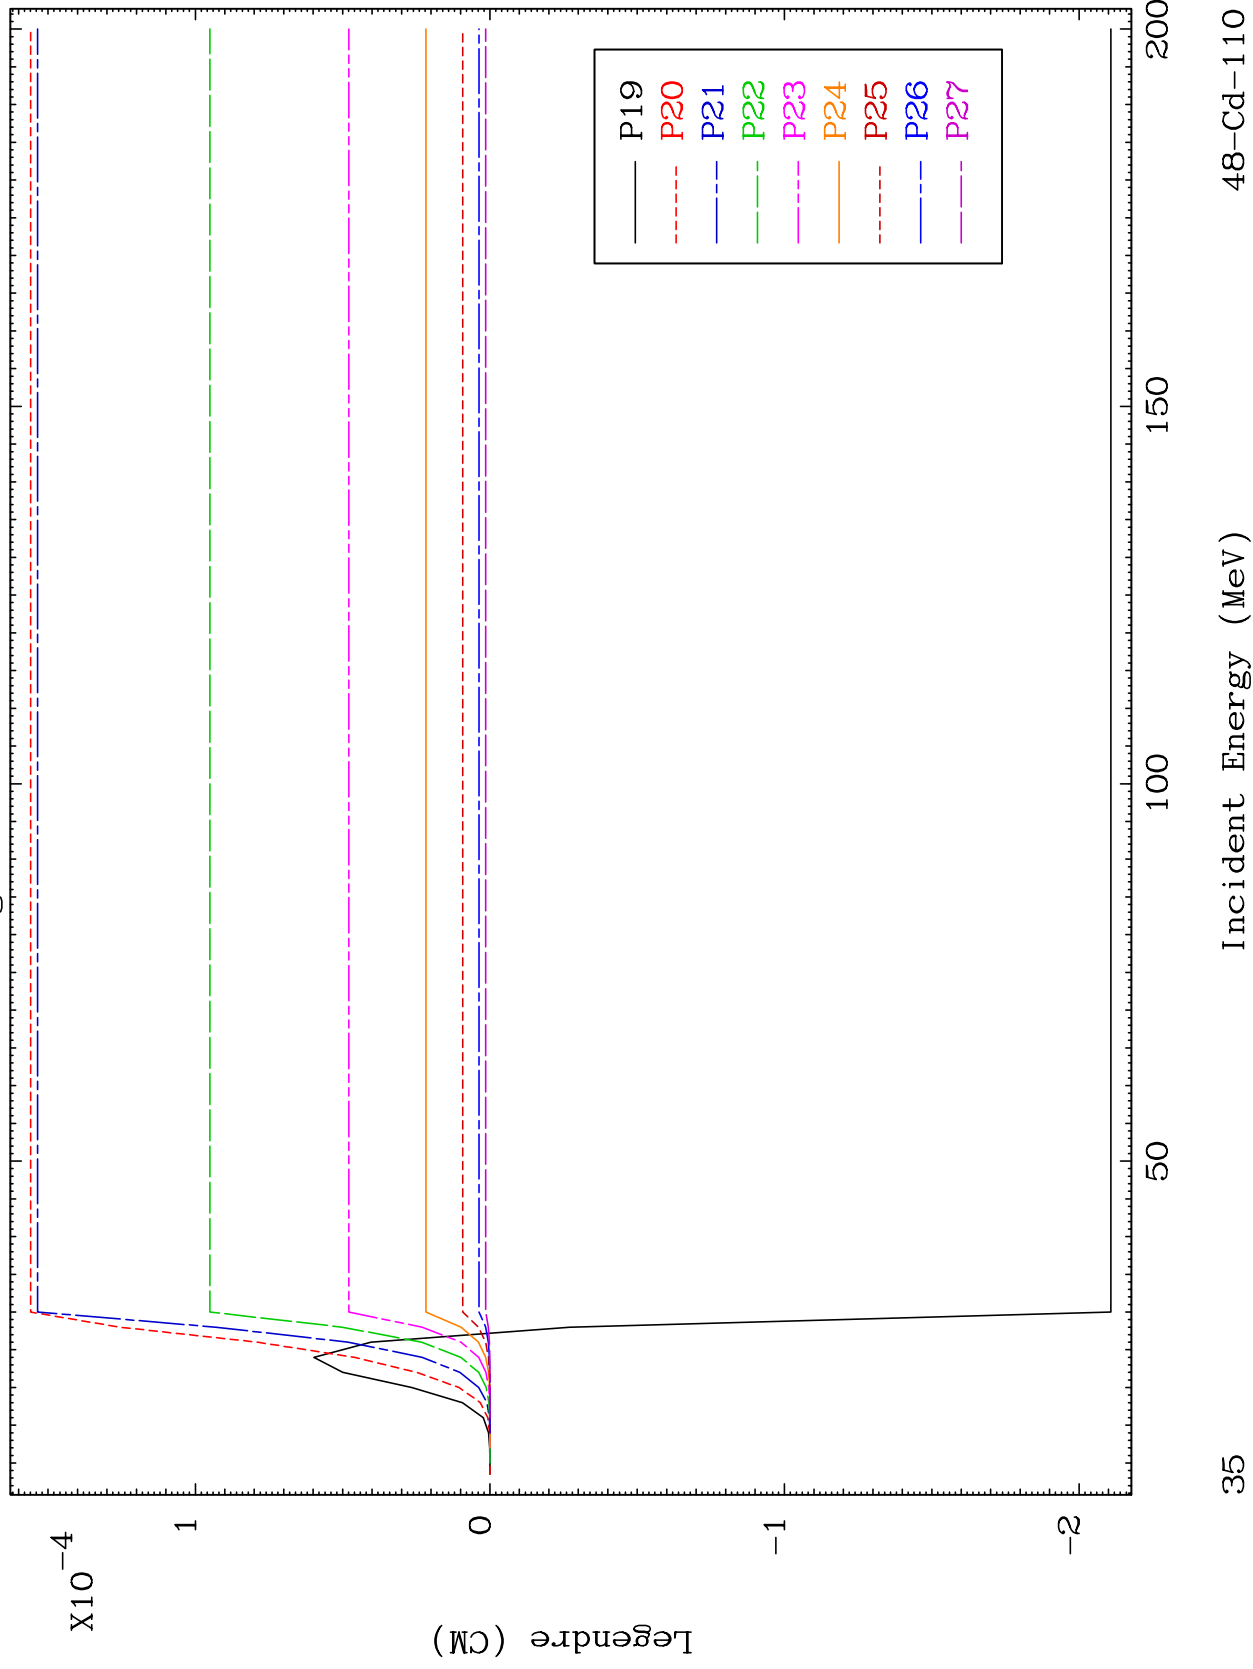 X10-4
1
0
-1
-2
Legendre (CM)
P19
P20
P21
P22
P23
P24
P25
P26
P27
50 100 150 200
35 Incident Energy (MeV) 48-Cd-110